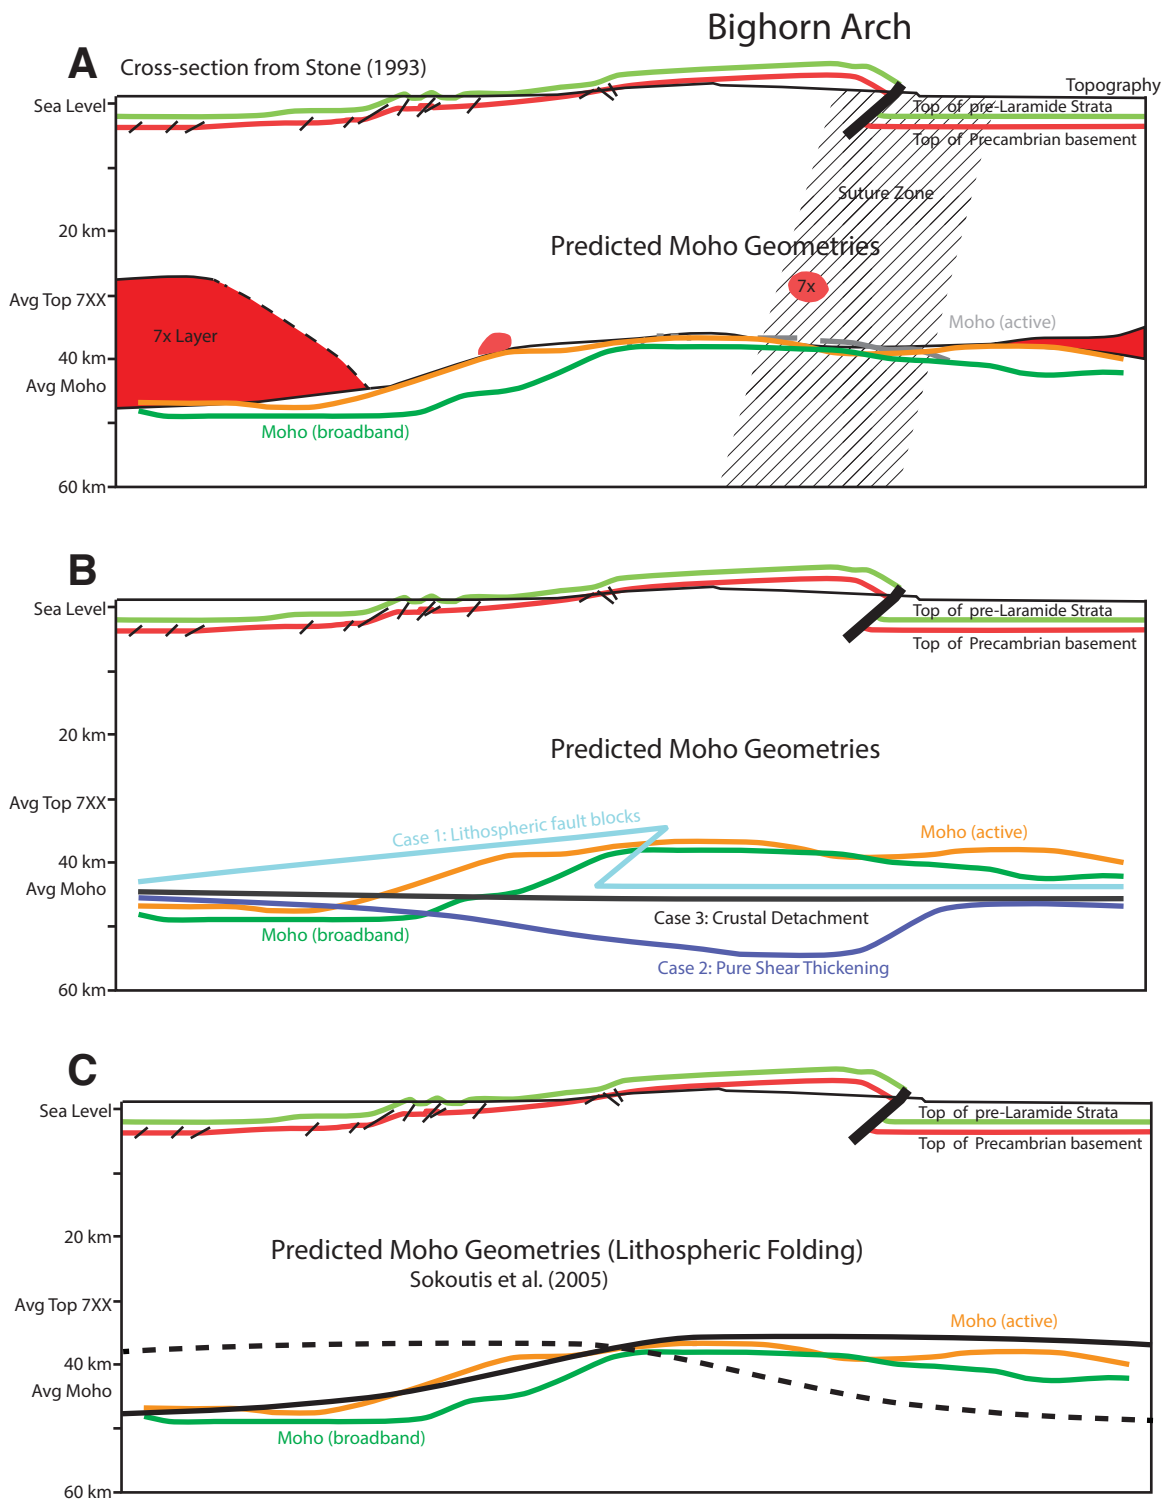 Bighorn Arch
A
Cross-section from Stone (1993)
Topography
Sea Level
Top of pre-Laramide Strata
Top of Precambrian basement
Suture Zone
20 km
Predicted Moho Geometries
7x
Avg Top 7XX
Moho (active)
7x Layer
40 km
Avg Moho
Moho (broadband)
60 km
B
Sea Level
Top of pre-Laramide Strata
Top of Precambrian basement
20 km
Predicted Moho Geometries
Avg Top 7XX
Case 1: Lithospheric fault blocks
Moho (active)
40 km
Avg Moho
Case 3: Crustal Detachment
Moho (broadband)
Case 2: Pure Shear Thickening
60 km
C
Sea Level
Top of pre-Laramide Strata
Top of Precambrian basement
20 km
Predicted Moho Geometries (Lithospheric Folding)
Sokoutis et al. (2005)
Avg Top 7XX
Moho (active)
40 km
Avg Moho
Moho (broadband)
60 km